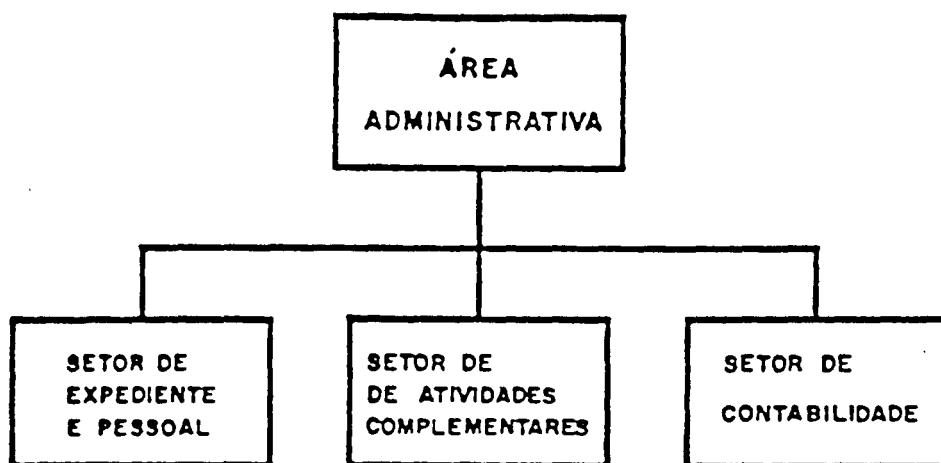 ÁREA
ADMINISTRATIVA
SETOR DE
EXPEDIENTE
E PESSOAL
SETOR DE
DE ATIVIDADES
COMPLEMENTARES
SETOR DE
CONTABILIDADE